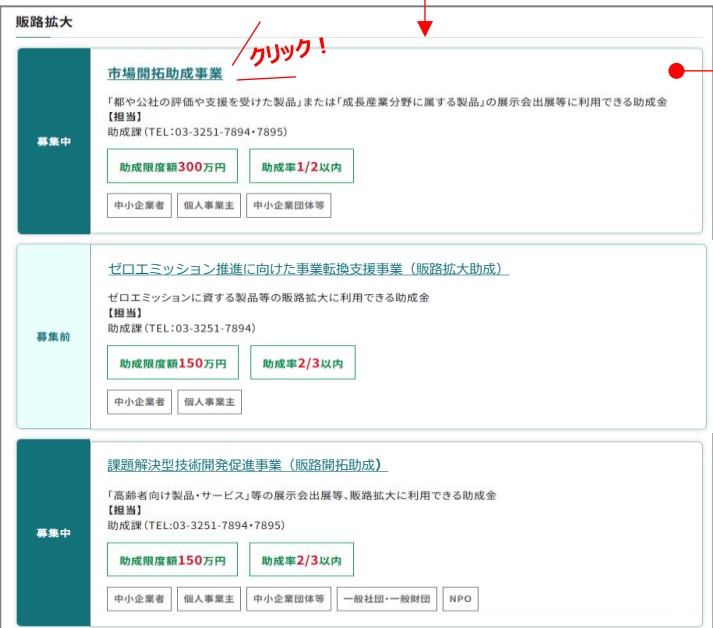 販路拡大
クリック！
市場開拓助成事業
「都や公社の評価や支援を受けた製品」または「成長産業分野に属する製品」の展示会出展等に利用できる助成金
【担当】
助成課（TEL：03-3251-7894・7895）
募集中
助成限度額300万円 助成率1/2以内
中小企業者 個人事業主 中小企業団体等
ゼロエミッション推進に向けた事業転換支援事業（販路拡大助成）
ゼロエミッションに資する製品等の販路拡大に利用できる助成金
【担当】
助成課（TEL：03-3251-7894）
募集前
助成限度額150万円 助成率2/3以内
中小企業者 個人事業主
課題解決型技術開発促進事業（販路開拓助成）
「高齢者向け製品・サービス」等の展示会出展等、販路拡大に利用できる助成金
【担当】
助成課（TEL:03-3251-7894・7895）
募集中
助成限度額150万円 助成率2/3以内
中小企業者 個人事業主 中小企業団体等 一般社団・一般財団 NPO